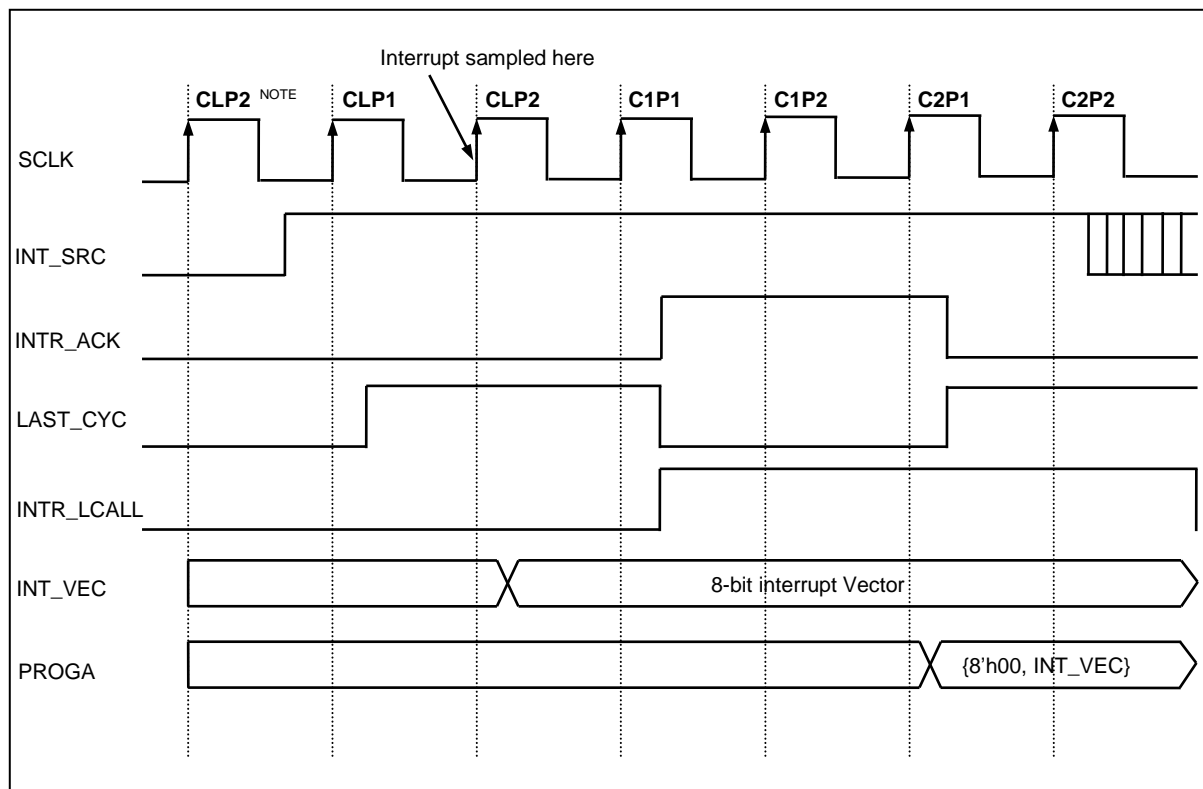 Interrupt sampled here
CLP2 NOTE CLP1 CLP2 C1P1 C1P2 C2P1 C2P2
SCLK
INT_SRC
INTR_ACK
LAST_CYC
INTR_LCALL
INT_VEC 8-bit interrupt Vector
PROGA {8'h00, INT_VEC}